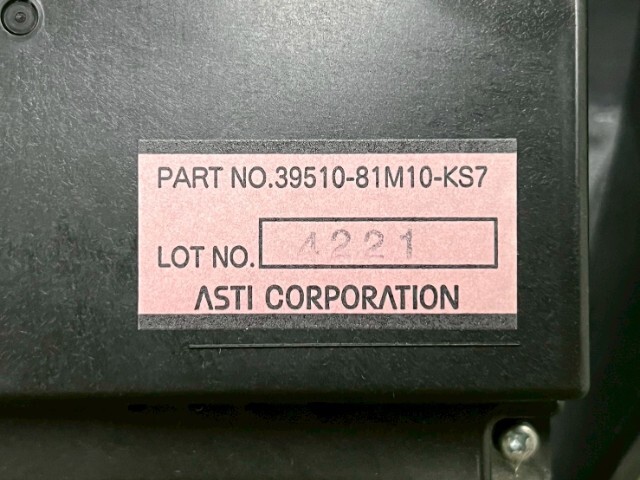 PART NO.39510-81M10-KS7
LOT NO. 4221
ASTI CORPORATION